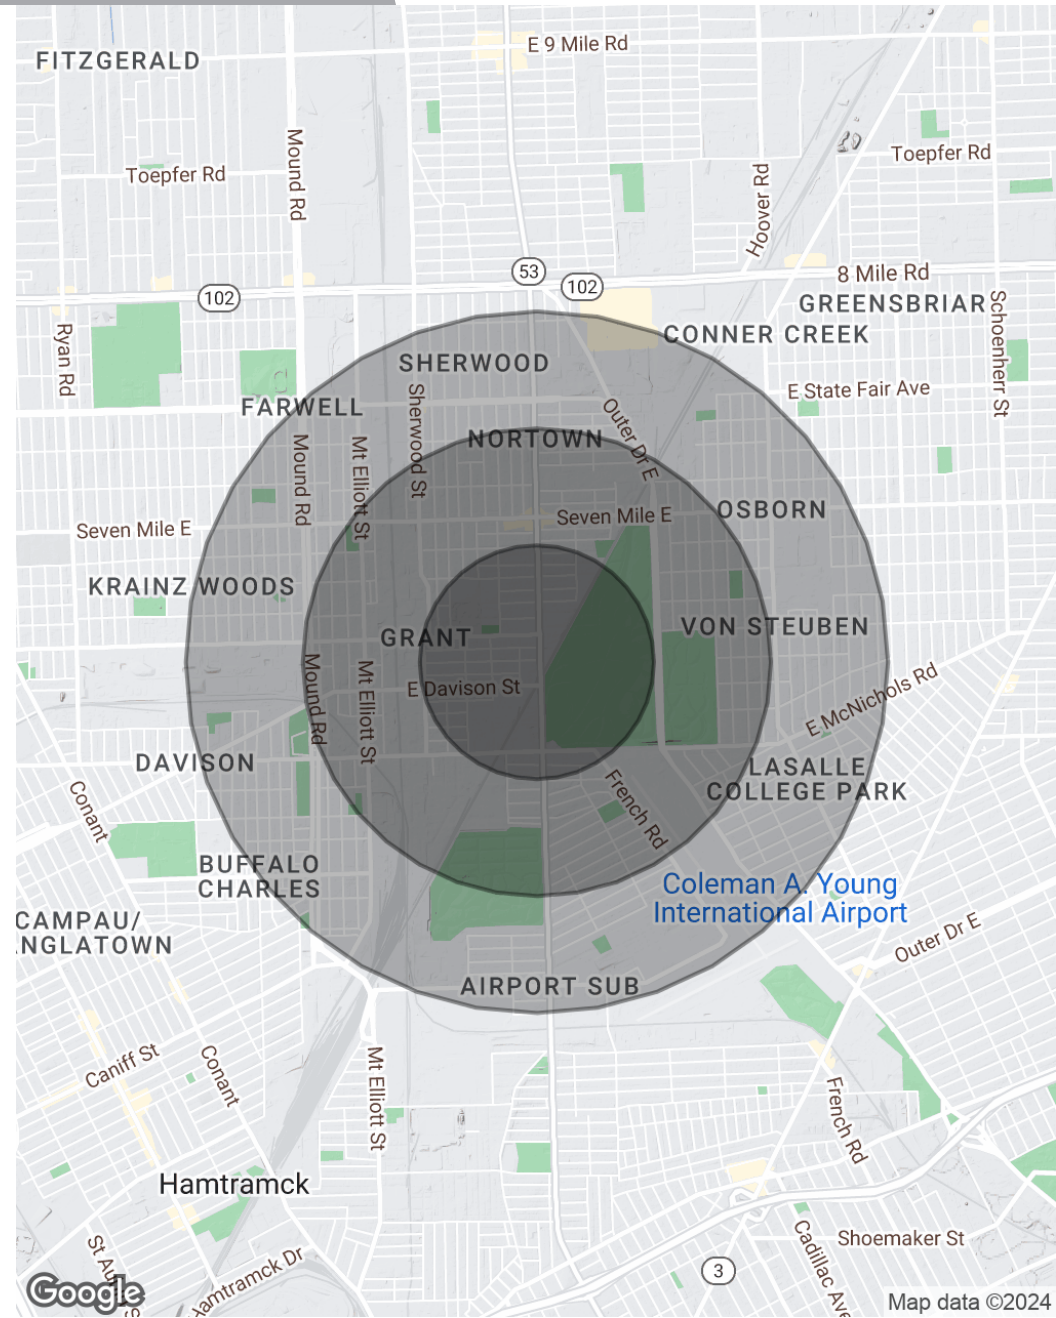 E 9 Mile Rd
FITZGERALD
Mound Rd
Toepfer Rd
Toepfer Rd
Hoover Rd
53
8 Mile Rd
102
102
GREENSBRIAR
CONNER CREEK
Schoenherr St
Ryan Rd
SHERWOOD
E State Fair Ave
FARWELL
Sherwood St
Outer Dr E
NORTOWN
Mound Rd
Mt Elliott St
OSBORN
Seven Mile E
Seven Mile E
KRAINZ WOODS
GRANT
VON STEUBEN
Mound Rd
Mt Elliott St
E Davison St
E McNichols Rd
DAVISON
LASALLE
COLLEGE PARK
Conant
French Rd
BUFFALO
CHARLES
Coleman A. Young
International Airport
CAMPAU/
NGLATOWN
Outer Dr E
AIRPORT SUB
Caniff St
Conant
Mt Elliott St
French Rd
Hamtramck
St Au
Hamtramck Dr
Shoemaker St
Cadillac Ave
3
Google
Map data ©2024